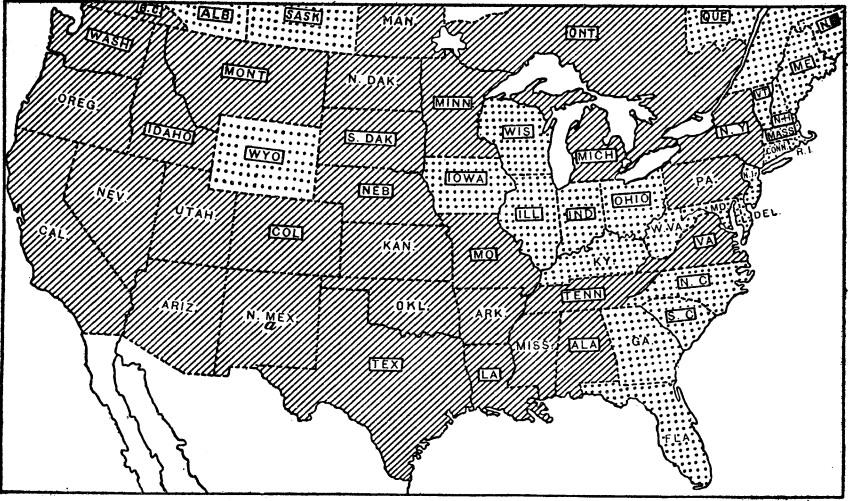 B.C.
ALB
SASK
MAN.
ONT
QUE
N.B
WASH
MONT
N. DAK.
MINN
ME
OREG.
IDAHO
WYO
S. DAK
WIS
MICH
N. Y.
VT
N-H
MASS
CONN.
R.I.
NEB
IOWA
NEV.
UTAH
COL
ILL
IND
OHIO
PA.
N.J.
MD.
DEL.
CAL.
KAN.
MO
KY.
W.VA.
VA
ARIZ.
N. MEX.
a
OKL.
ARK.
TENN
N. C
S. C
TEX
LA
MISS.
ALA
GA.
FLA.